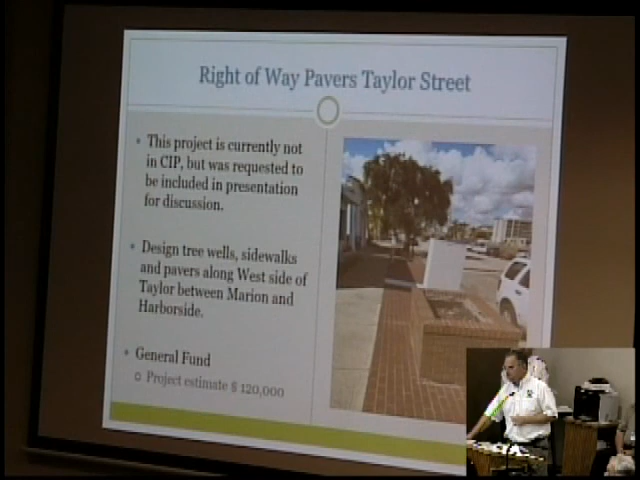 Right of Way Pavers Taylor Street
This project is currently not
in CIP, but was requested to
be included in presentation
for discussion.
Design tree wells, sidewalks
and pavers along West side of
Taylor between Marion and
Harborside.
General Fund
Project estimate $ 120,000